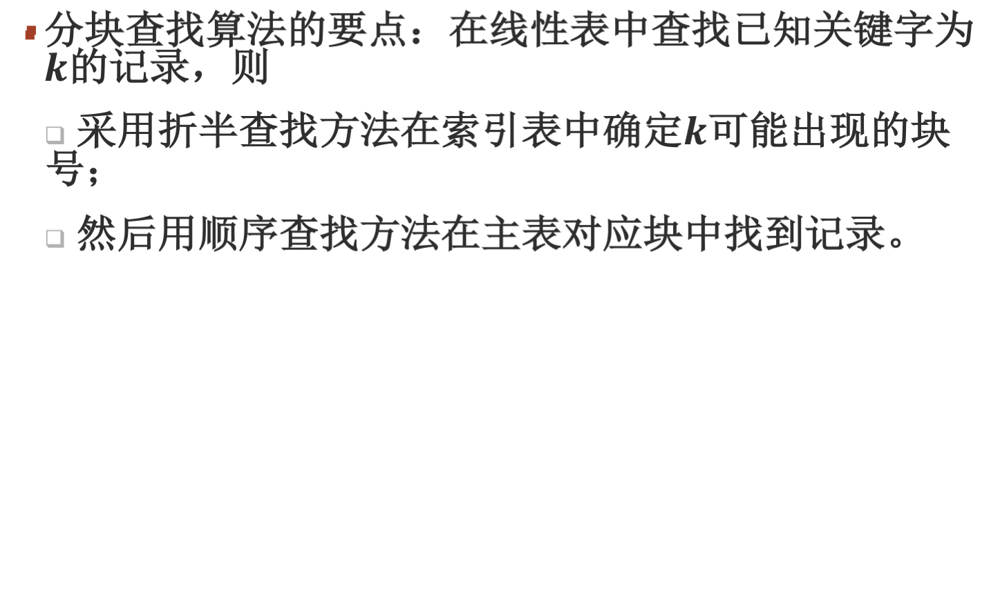 分块查找算法的要点：在线性表中查找已知关键字为
k的记录，则
采用折半查找方法在索引表中确定k可能出现的块
号；
然后用顺序查找方法在主表对应块中找到记录。